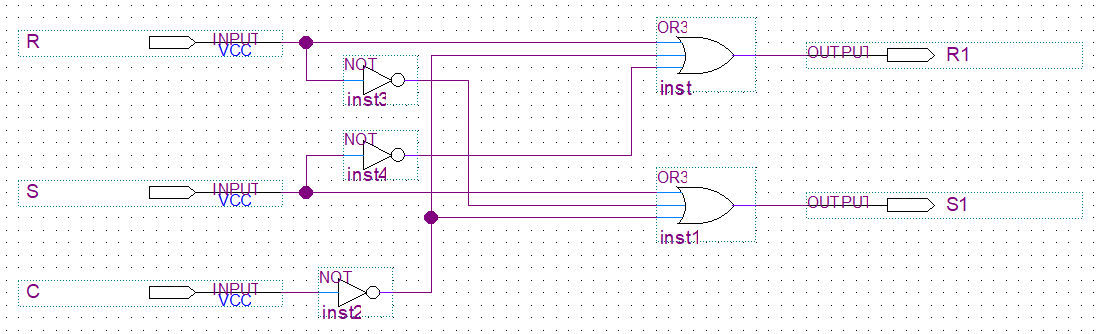 OR3
R INPUT VCC OUTPUT R1
NOT
inst3
inst
NOT
inst4
OR3
S INPUT VCC OUTPUT S1
inst1
NOT
C INPUT VCC
inst2